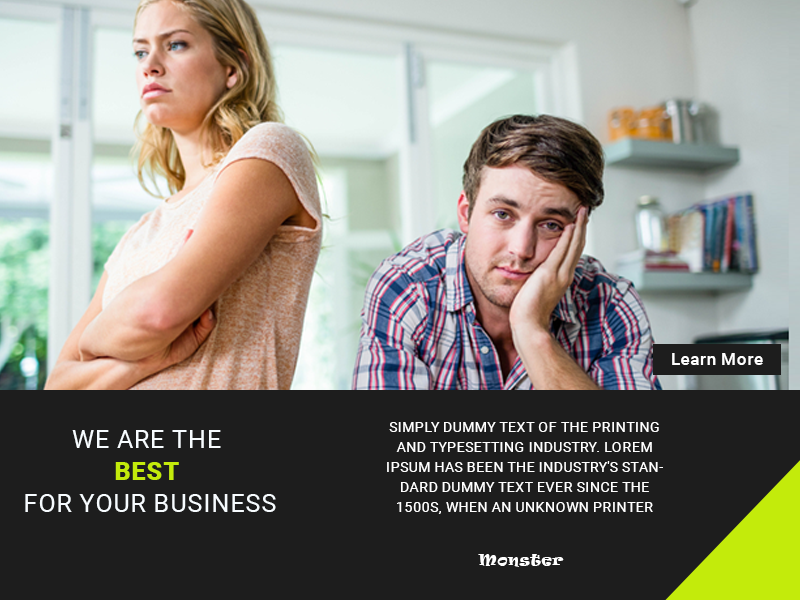 Learn More
WE ARE THE
BEST
FOR YOUR BUSINESS
SIMPLY DUMMY TEXT OF THE PRINTING
AND TYPESETTING INDUSTRY. LOREM
IPSUM HAS BEEN THE INDUSTRY'S STAN-
DARD DUMMY TEXT EVER SINCE THE
1500S, WHEN AN UNKNOWN PRINTER
Monster